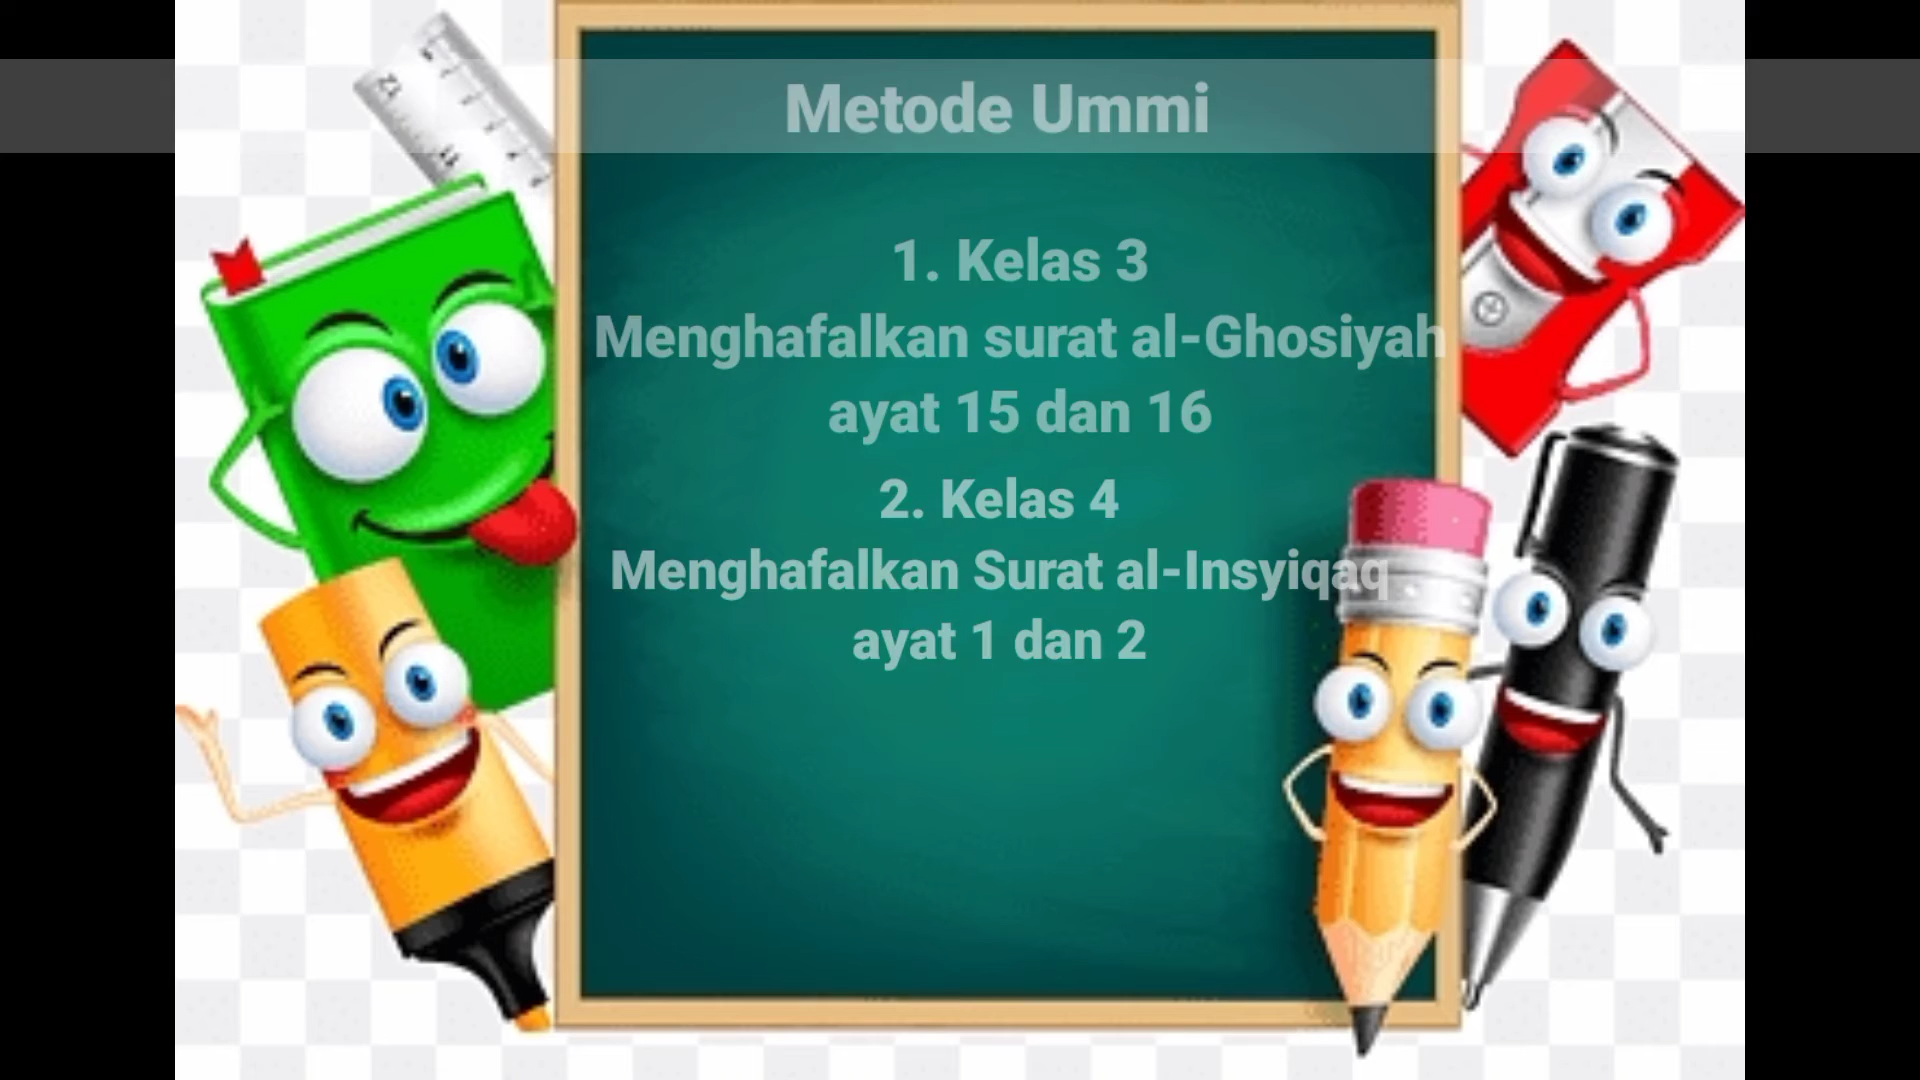 Metode Ummi
1. Kelas 3
Menghafalkan surat al-Ghosiyah
ayat 15 dan 16
2. Kelas 4
Menghafalkan Surat al-Insyiqaq
ayat 1 dan 2